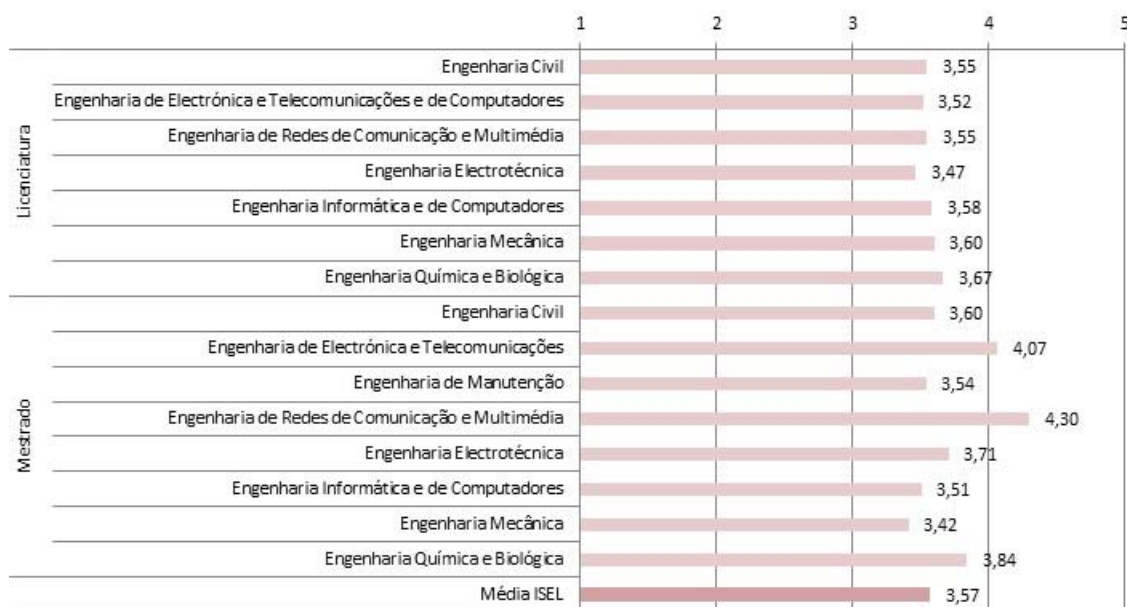 1 2 3 4 5
Licenciatura
Engenharia Civil 3,55
Engenharia de Electrónica e Telecomunicações e de Computadores 3,52
Engenharia de Redes de Comunicação e Multimédia 3,55
Engenharia Electrotécnica 3,47
Engenharia Informática e de Computadores 3,58
Engenharia Mecânica 3,60
Engenharia Química e Biológica 3,67
Mestrado
Engenharia Civil 3,60
Engenharia de Electrónica e Telecomunicações 4,07
Engenharia de Manutenção 3,54
Engenharia de Redes de Comunicação e Multimédia 4,30
Engenharia Electrotécnica 3,71
Engenharia Informática e de Computadores 3,51
Engenharia Mecânica 3,42
Engenharia Química e Biológica 3,84
Média ISEL 3,57